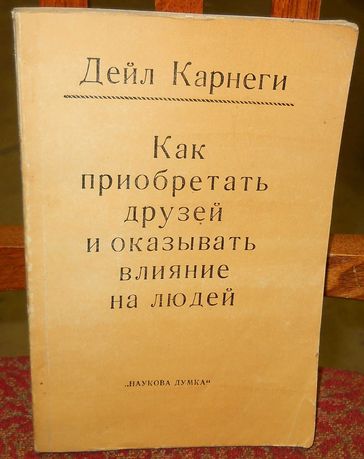 Дейл Карнеги
Как
приобретать
друзей
и оказывать
влияние
на людей
„НАУКОВА ДУМКА“